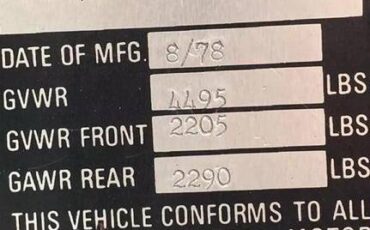 DATE OF MFG. 8/78
GVWR 4495 LBS
GVWR FRONT 2205 LBS
GAWR REAR 2290 LBS
THIS VEHICLE CONFORMS TO ALL
MOTOR